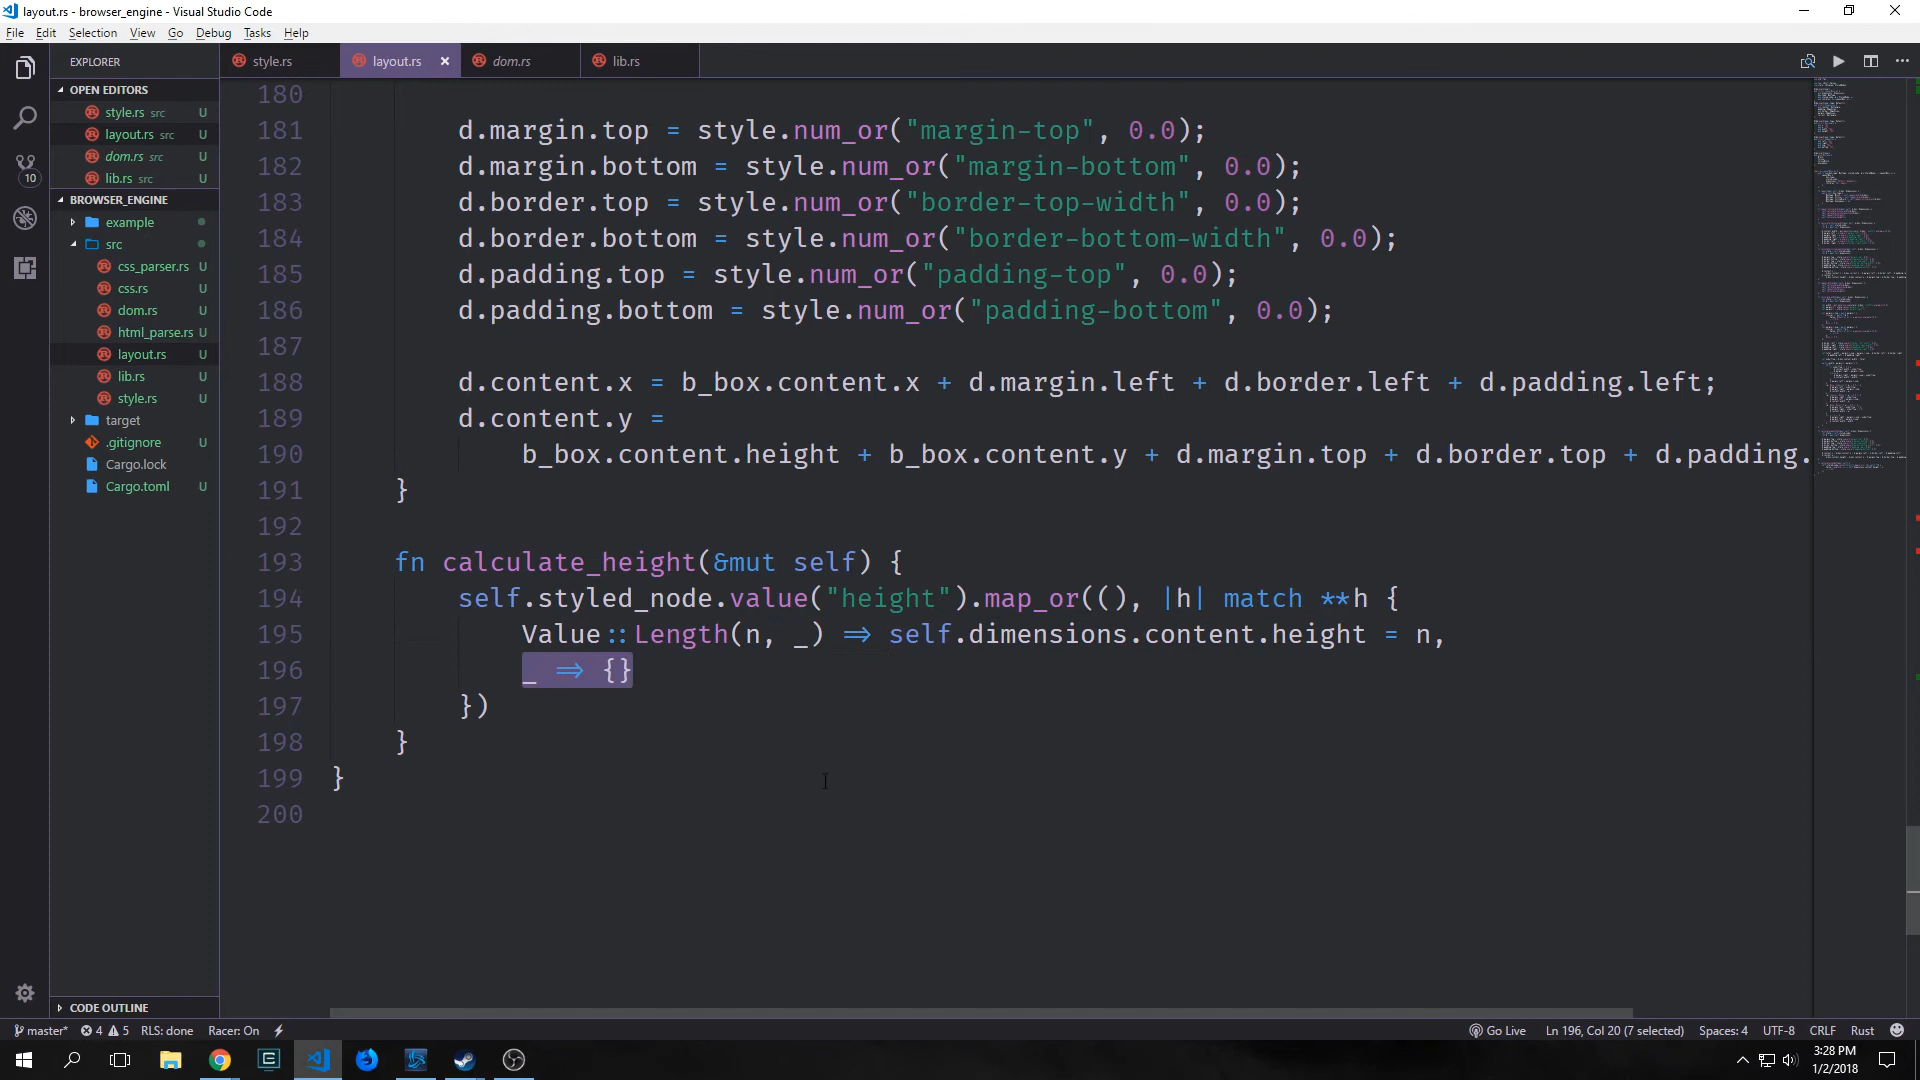 layout.rs - browser_engine - Visual Studio Code
File Edit Selection View Go Debug Tasks Help
EXPLORER
style.rs layout.rs × dom.rs lib.rs
OPEN EDITORS
style.rs src U
layout.rs src U
dom.rs src U
lib.rs src U
10
BROWSER_ENGINE
example
src
css_parser.rs U
css.rs U
dom.rs U
html_parse.rs U
layout.rs U
lib.rs U
style.rs U
target
.gitignore U
Cargo.lock
Cargo.toml U
CODE OUTLINE
180
181 d.margin.top = style.num_or("margin-top", 0.0);
182 d.margin.bottom = style.num_or("margin-bottom", 0.0);
183 d.border.top = style.num_or("border-top-width", 0.0);
184 d.border.bottom = style.num_or("border-bottom-width", 0.0);
185 d.padding.top = style.num_or("padding-top", 0.0);
186 d.padding.bottom = style.num_or("padding-bottom", 0.0);
187
188 d.content.x = b_box.content.x + d.margin.left + d.border.left + d.padding.left;
189 d.content.y =
190 b_box.content.height + b_box.content.y + d.margin.top + d.border.top + d.padding.
191 }
192
193 fn calculate_height(&mut self) {
194 self.styled_node.value("height").map_or((), |h| match **h {
195 Value::Length(n, _) => self.dimensions.content.height = n,
196 _ => {}
197 })
198 }
199 }
200
master* 4 5 RLS: done Racer: On Go Live Ln 196, Col 20 (7 selected) Spaces: 4 UTF-8 CRLF Rust
3:28 PM
1/2/2018